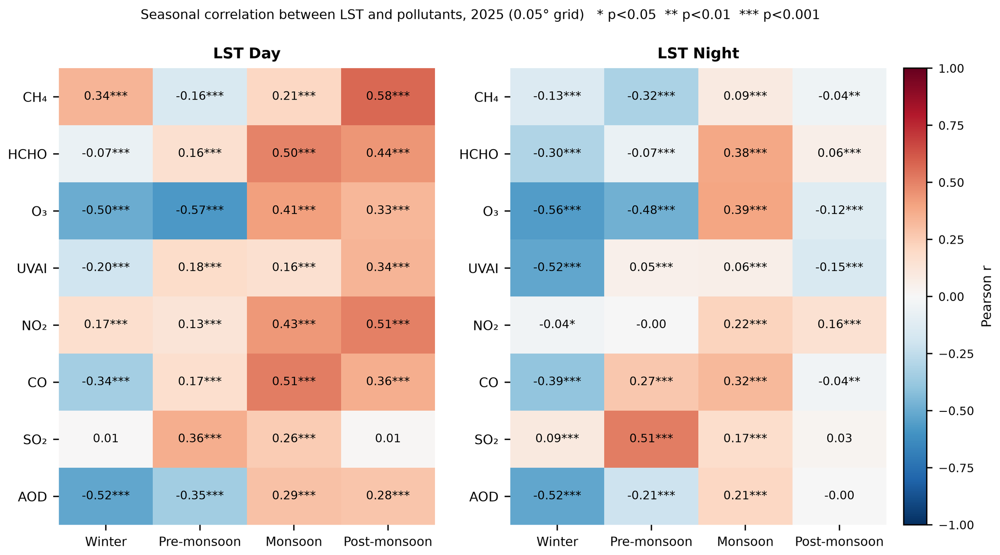 Seasonal correlation between LST and pollutants, 2025 (0.05° grid)   * p<0.05  ** p<0.01  *** p<0.001
LST Day
CH₄ 0.34*** -0.16*** 0.21*** 0.58***
HCHO -0.07*** 0.16*** 0.50*** 0.44***
O₃ -0.50*** -0.57*** 0.41*** 0.33***
UVAI -0.20*** 0.18*** 0.16*** 0.34***
NO₂ 0.17*** 0.13*** 0.43*** 0.51***
CO -0.34*** 0.17*** 0.51*** 0.36***
SO₂ 0.01 0.36*** 0.26*** 0.01
AOD -0.52*** -0.35*** 0.29*** 0.28***
Winter Pre-monsoon Monsoon Post-monsoon
LST Night
CH₄ -0.13*** -0.32*** 0.09*** -0.04**
HCHO -0.30*** -0.07*** 0.38*** 0.06***
O₃ -0.56*** -0.48*** 0.39*** -0.12***
UVAI -0.52*** 0.05*** 0.06*** -0.15***
NO₂ -0.04* -0.00 0.22*** 0.16***
CO -0.39*** 0.27*** 0.32*** -0.04**
SO₂ 0.09*** 0.51*** 0.17*** 0.03
AOD -0.52*** -0.21*** 0.21*** -0.00
Winter Pre-monsoon Monsoon Post-monsoon
1.00
0.75
0.50
0.25
0.00
−0.25
−0.50
−0.75
−1.00
Pearson r